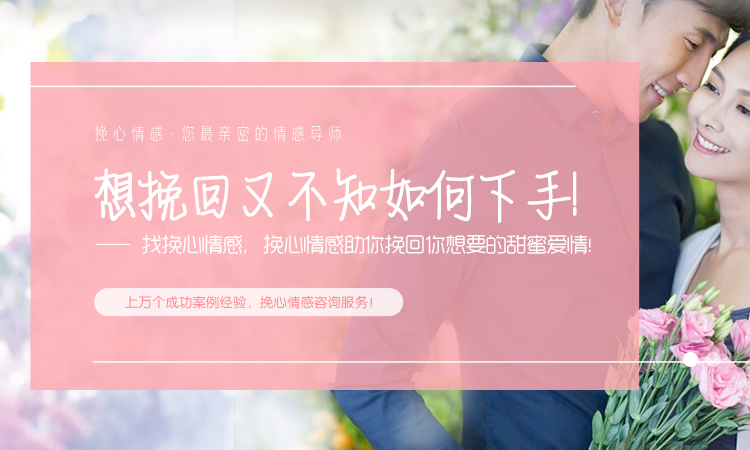 挽心情感·您最亲密的情感导师
想挽回又不知如何下手!
—— 找挽心情感，挽心情感助你挽回你想要的甜蜜爱情!
上万个成功案例经验、挽心情感咨询服务!